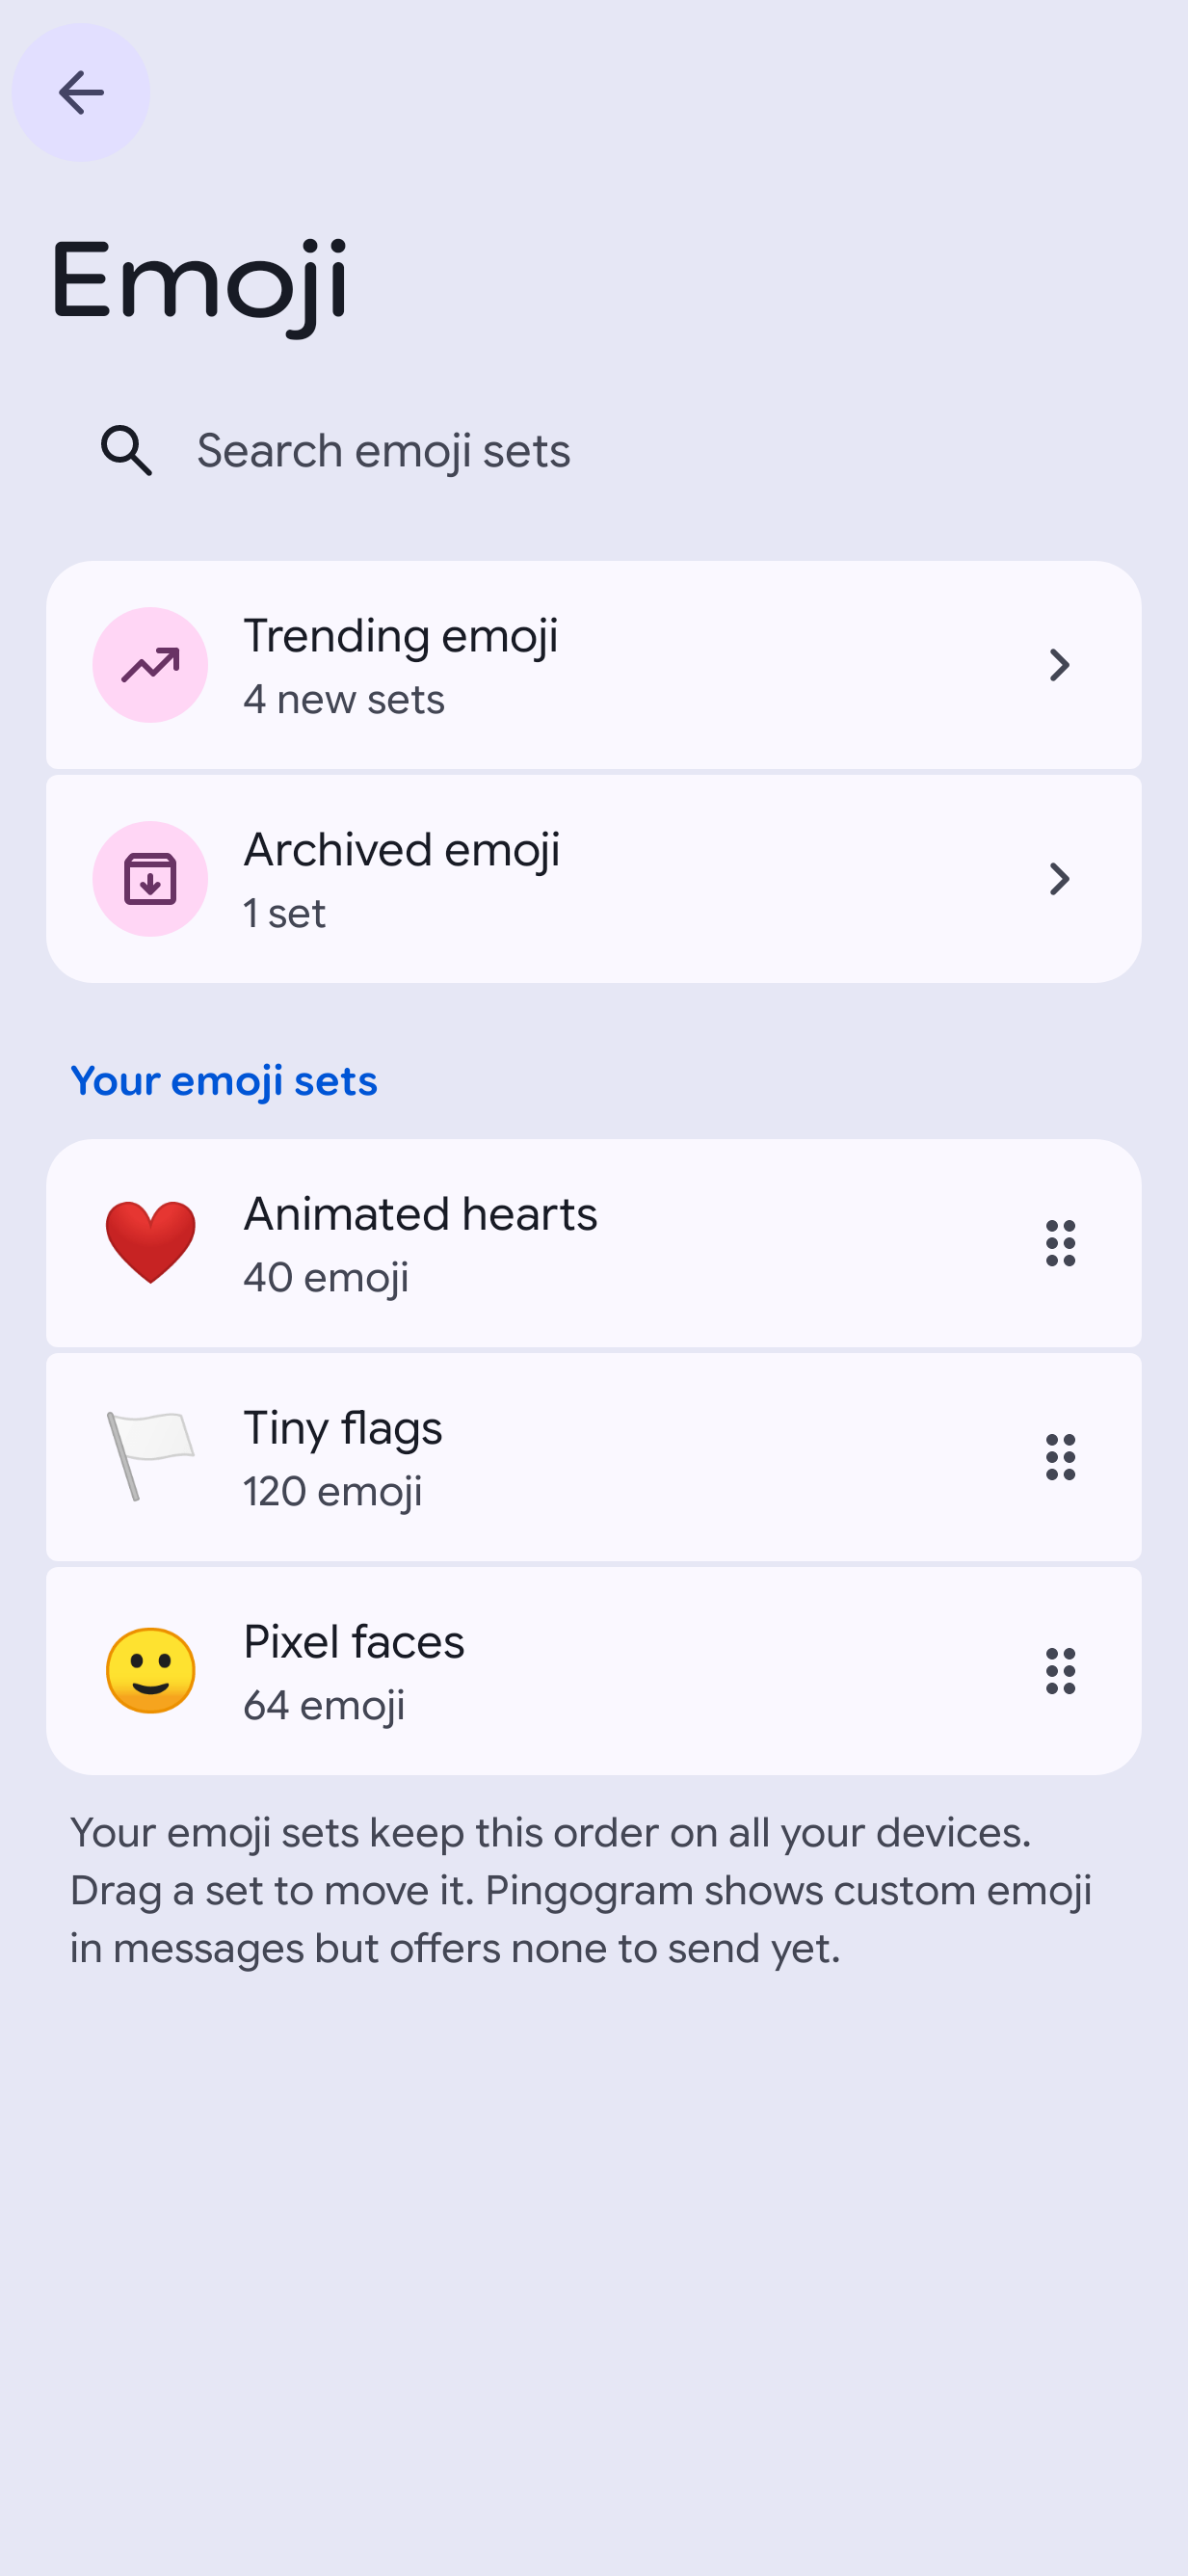 Emoji
Search emoji sets
Trending emoji
4 new sets
Archived emoji
1 set
Your emoji sets
Animated hearts
40 emoji
Tiny flags
120 emoji
Pixel faces
64 emoji
Your emoji sets keep this order on all your devices.
Drag a set to move it. Pingogram shows custom emoji
in messages but offers none to send yet.